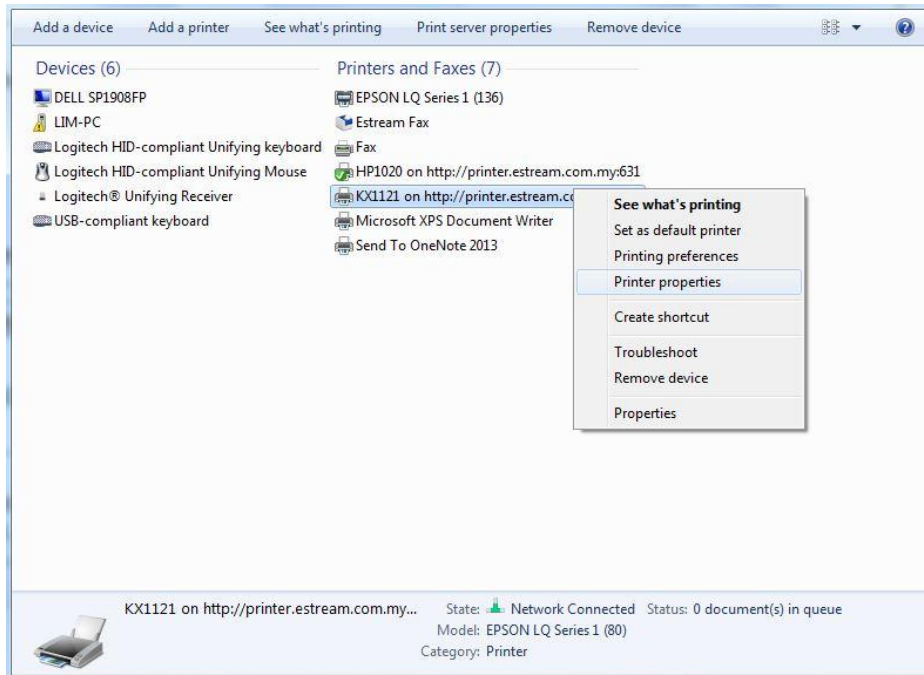 Add a device Add a printer See what's printing Print server properties Remove device
Devices (6)
DELL SP1908FP
LIM-PC
Logitech HID-compliant Unifying keyboard
Logitech HID-compliant Unifying Mouse
Logitech® Unifying Receiver
USB-compliant keyboard
Printers and Faxes (7)
EPSON LQ Series 1 (136)
Estream Fax
Fax
HP1020 on http://printer.estream.com.my:631
KX1121 on http://printer.estream.c
Microsoft XPS Document Writer
Send To OneNote 2013
See what's printing
Set as default printer
Printing preferences
Printer properties
Create shortcut
Troubleshoot
Remove device
Properties
KX1121 on http://printer.estream.com.my... State: Network Connected Status: 0 document(s) in queue
Model: EPSON LQ Series 1 (80)
Category: Printer